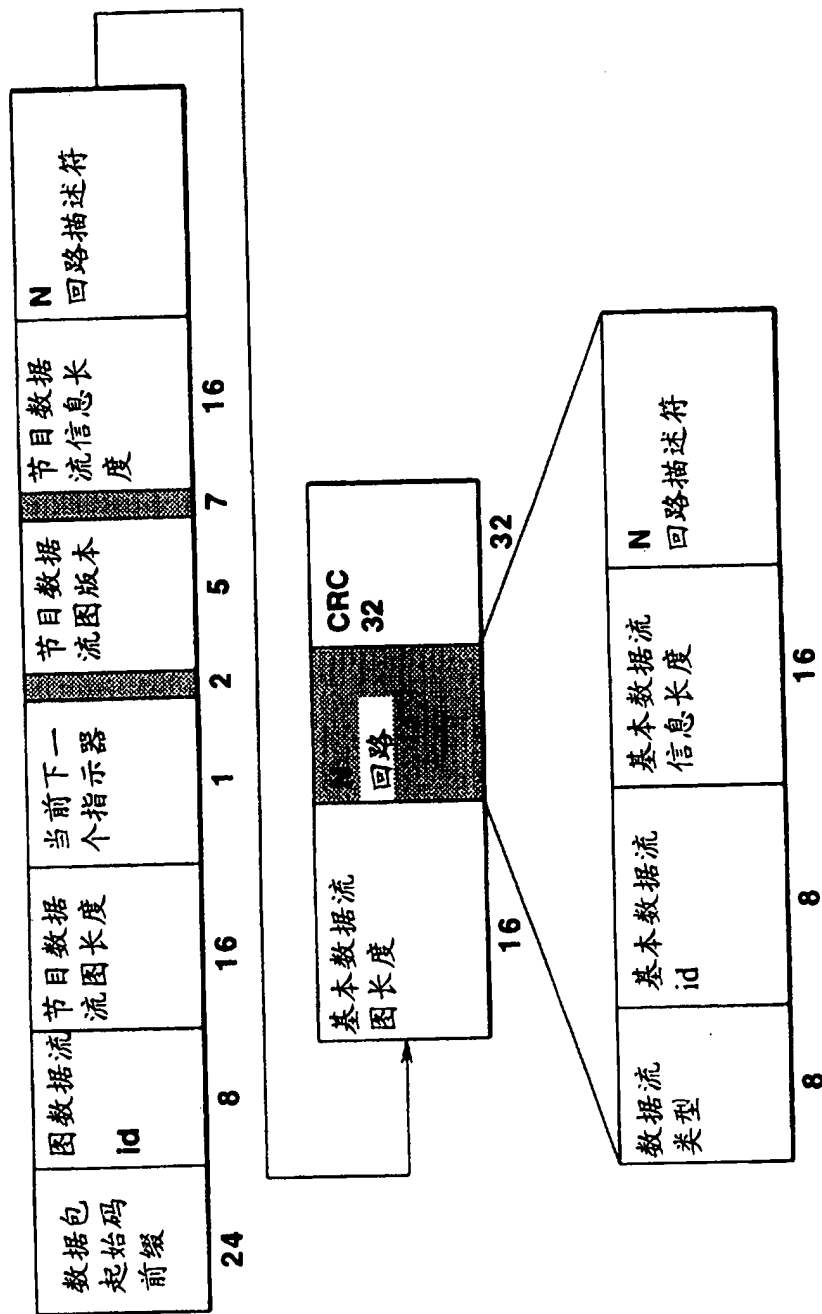 数据包
起始码
前缀
24
图数据流
id
8
节目数据
流图长度
16
当前下一
个指示器
1
2
节目数据
流图版本
5
7
节目数据
流信息长
度
16
N
回路描述符
基本数据流
图长度
16
N
回路
CRC
32
32
数据流
类型
8
基本数据流
id
8
基本数据流
信息长度
16
N
回路描述符